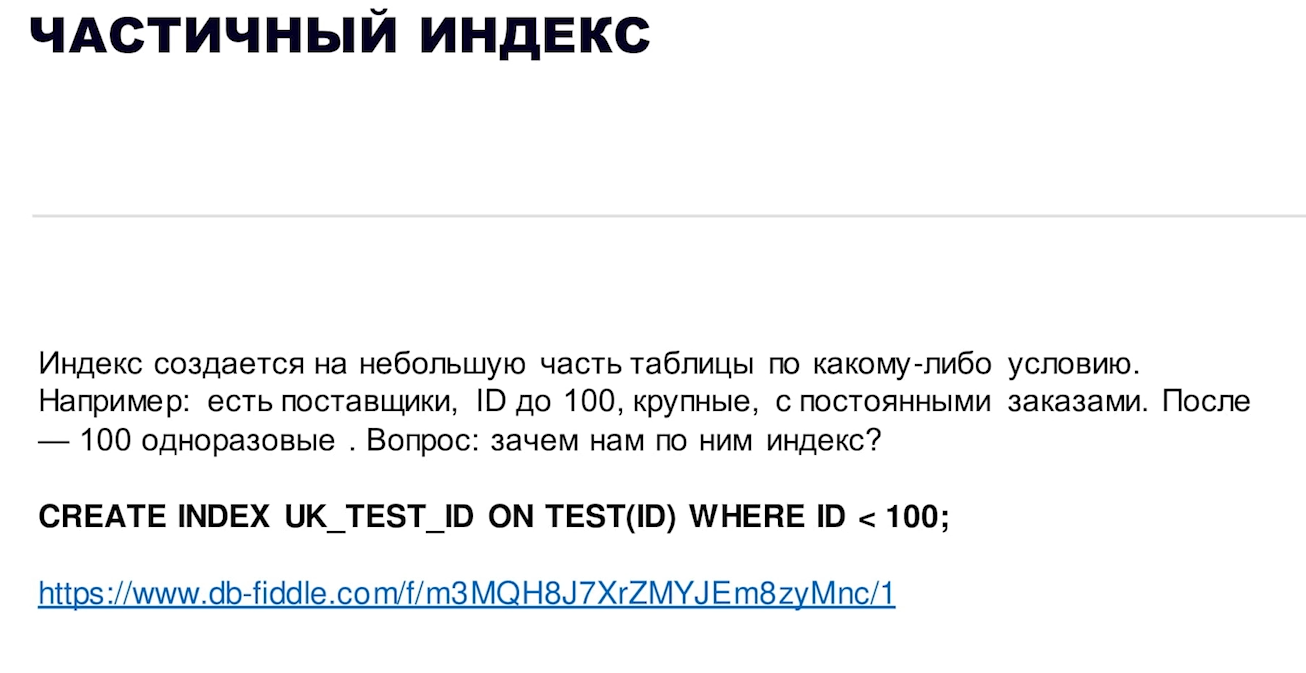 ЧАСТИЧНЫЙ ИНДЕКС
Индекс создается на небольшую часть таблицы по какому-либо условию.
Например: есть поставщики, ID до 100, крупные, с постоянными заказами. После
— 100 одноразовые . Вопрос: зачем нам по ним индекс?
CREATE INDEX UK_TEST_ID ON TEST(ID) WHERE ID < 100;
https://www.db-fiddle.com/f/m3MQH8J7XrZMYJEm8zyMnc/1